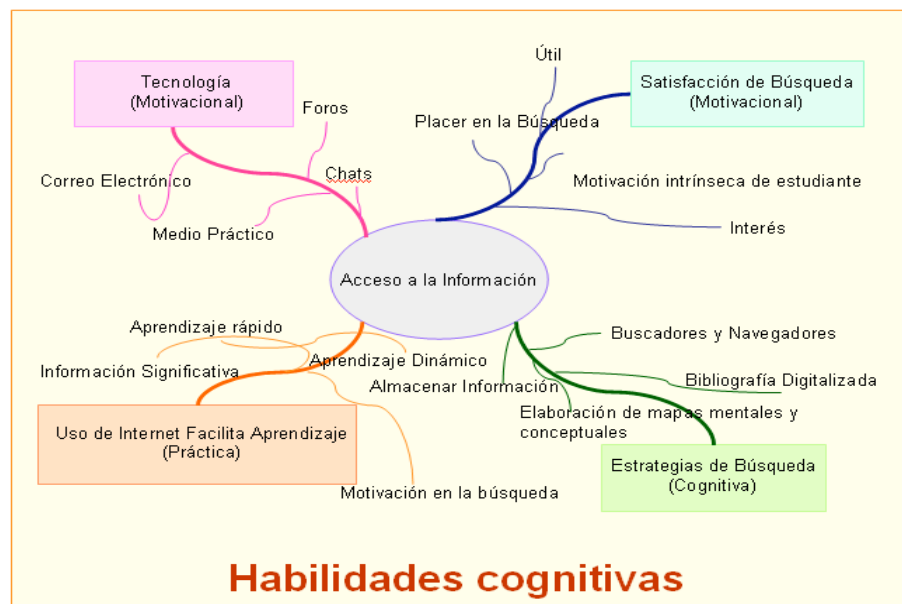 Tecnología
(Motivacional)
Foros
Correo Electrónico
Chats
Medio Práctico
Útil
Satisfacción de Búsqueda
(Motivacional)
Placer en la Búsqueda
Motivación intrínseca de estudiante
Interés
Acceso a la Información
Aprendizaje rápido
Aprendizaje Dinámico
Información Significativa
Uso de Internet Facilita Aprendizaje
(Práctica)
Motivación en la búsqueda
Buscadores y Navegadores
Almacenar Información
Bibliografía Digitalizada
Elaboración de mapas mentales y
conceptuales
Estrategias de Búsqueda
(Cognitiva)
Habilidades cognitivas